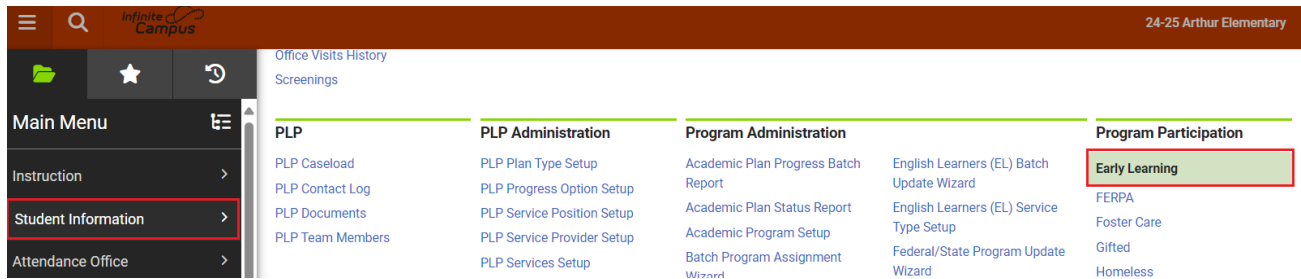 Infinite Campus
24-25 Arthur Elementary
Main Menu
Instruction
Student Information
Attendance Office
Office Visits History
Screenings
PLP
PLP Caseload
PLP Contact Log
PLP Documents
PLP Team Members
PLP Administration
PLP Plan Type Setup
PLP Progress Option Setup
PLP Service Position Setup
PLP Service Provider Setup
PLP Services Setup
Program Administration
Academic Plan Progress Batch
Report
Academic Plan Status Report
Academic Program Setup
Batch Program Assignment
Wizard
English Learners (EL) Batch
Update Wizard
English Learners (EL) Service
Type Setup
Federal/State Program Update
Wizard
Program Participation
Early Learning
FERPA
Foster Care
Gifted
Homeless